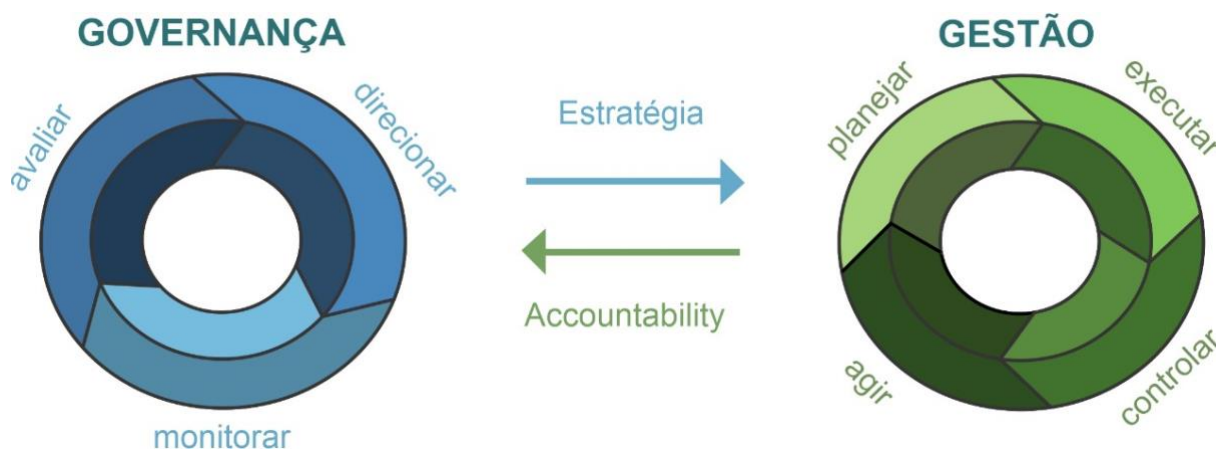 GOVERNANÇA
avaliar
direcionar
monitorar
Estratégia
Accountability
GESTÃO
planejar
executar
controlar
agir